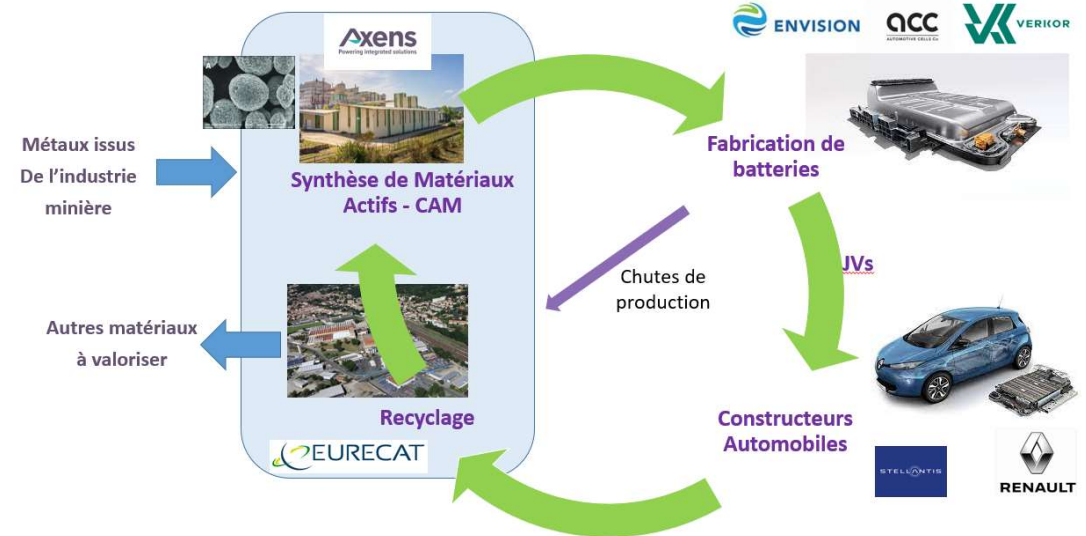 Axens
Powering integrated solutions
A
ENVISION
acc
AUTOMOTIVE CELLS Co
VERKOR
Métaux issus
De l’industrie
minière
Synthèse de Matériaux
Actifs - CAM
Fabrication de
batteries
JVs
Chutes de
production
Autres matériaux
à valoriser
Recyclage
EURECAT
Constructeurs
Automobiles
STELLANTIS
RENAULT